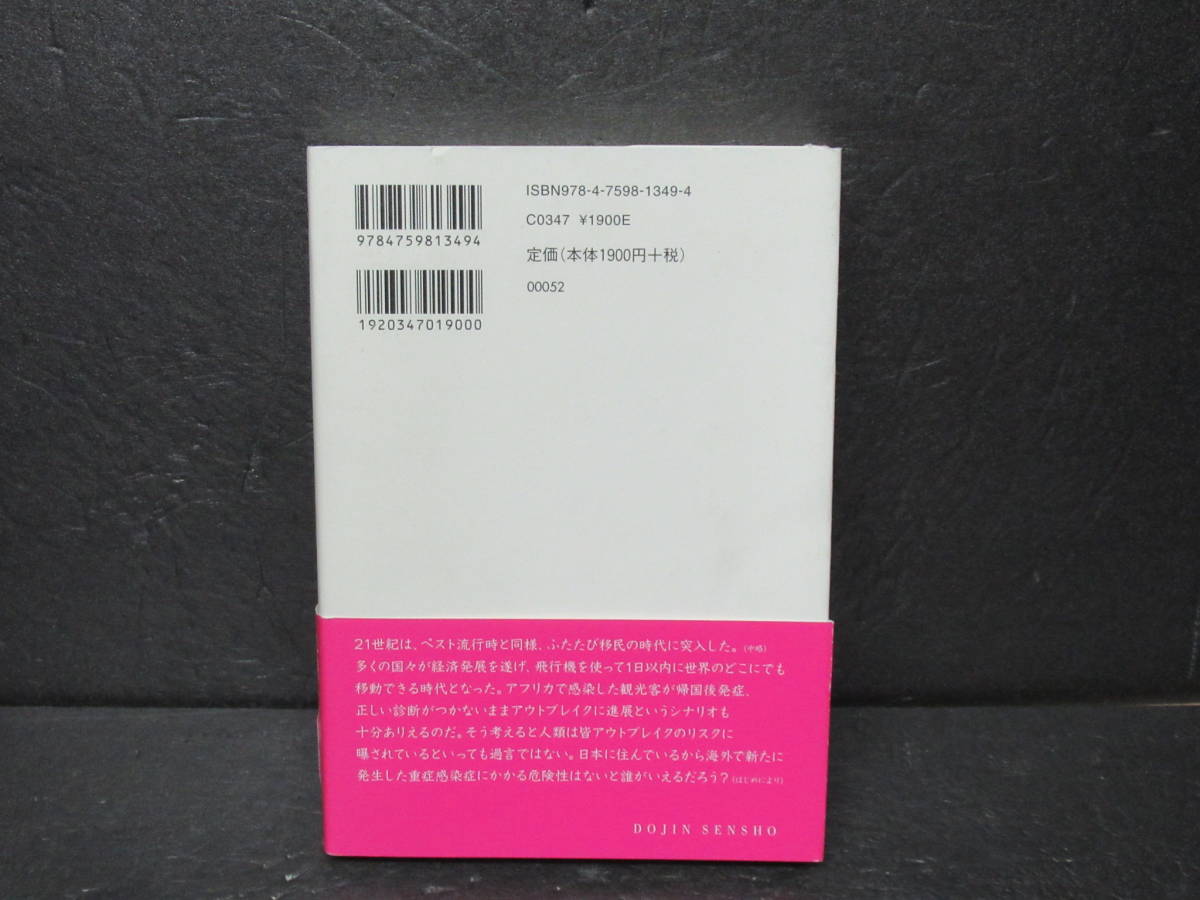 ISBN978-4-7598-1349-4
C0347 ¥1900E
定価(本体1900円+税)
00052
9784759813494
1920347019000
21世紀は、ペスト流行時と同様、ふたたび移民の時代に突入した。(中略)
多くの国々が経済発展を遂げ、飛行機を使って1日以内に世界のどこにでも
移動できる時代となった。アフリカで感染した観光客が帰国後発症、
正しい診断がつかないままアウトブレイクに進展というシナリオも
十分ありえるのだ。そう考えると人類は皆アウトブレイクのリスクに
曝されているといっても過言ではない。日本に住んでいるから海外で新たに
発生した重症感染症にかかる危険性はないと誰がいえるだろう?(はじめにより)
DOJIN SENSHO